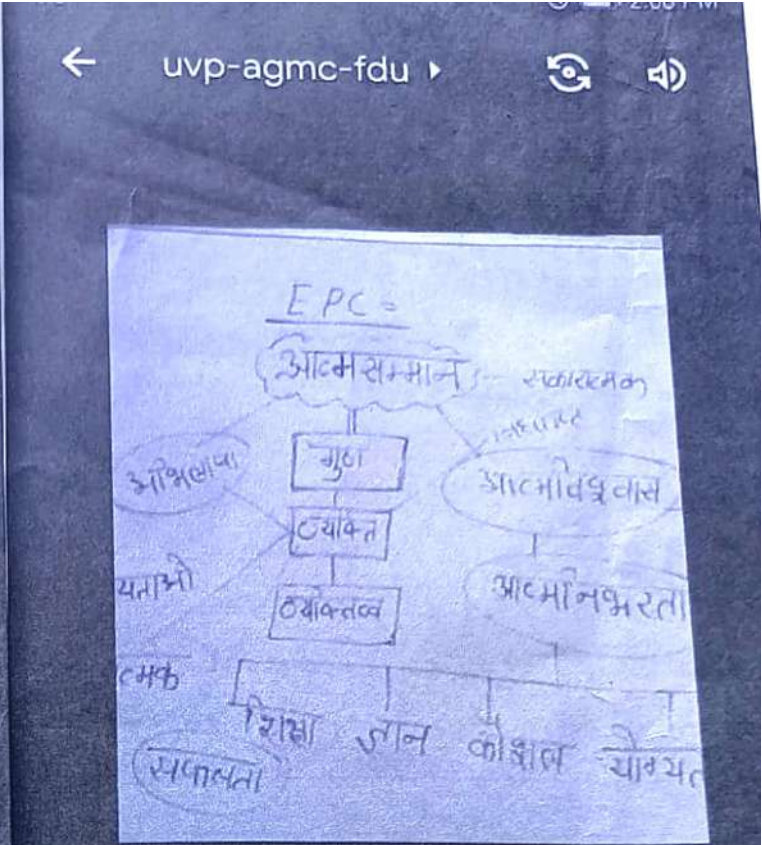 uvp-agmc-fdu
EPC =
आत्मसम्मान :- सकारात्मक
गुण
अभिलाषा
आत्मविश्वास
व्यक्ति
यताओ
आत्मनिर्भरता
व्यक्तित्व
त्मक
शिक्षा ज्ञान कौशल योग्यत
सफलता